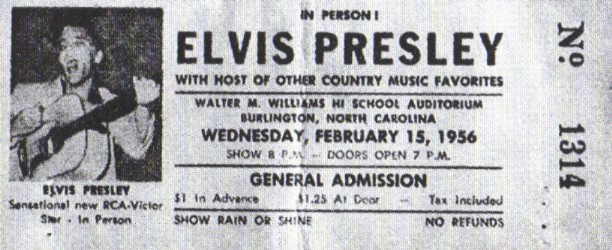 IN PERSON!
ELVIS PRESLEY
WITH HOST OF OTHER COUNTRY MUSIC FAVORITES
WALTER M. WILLIAMS HI SCHOOL AUDITORIUM
BURLINGTON, NORTH CAROLINA
WEDNESDAY, FEBRUARY 15, 1956
SHOW 8 P.M. — DOORS OPEN 7 P.M.
GENERAL ADMISSION
$1 In Advance $1.25 At Door — Tax Included
SHOW RAIN OR SHINE NO REFUNDS
ELVIS PRESLEY
Sensational new RCA-Victor
Star - In Person
No. 1314